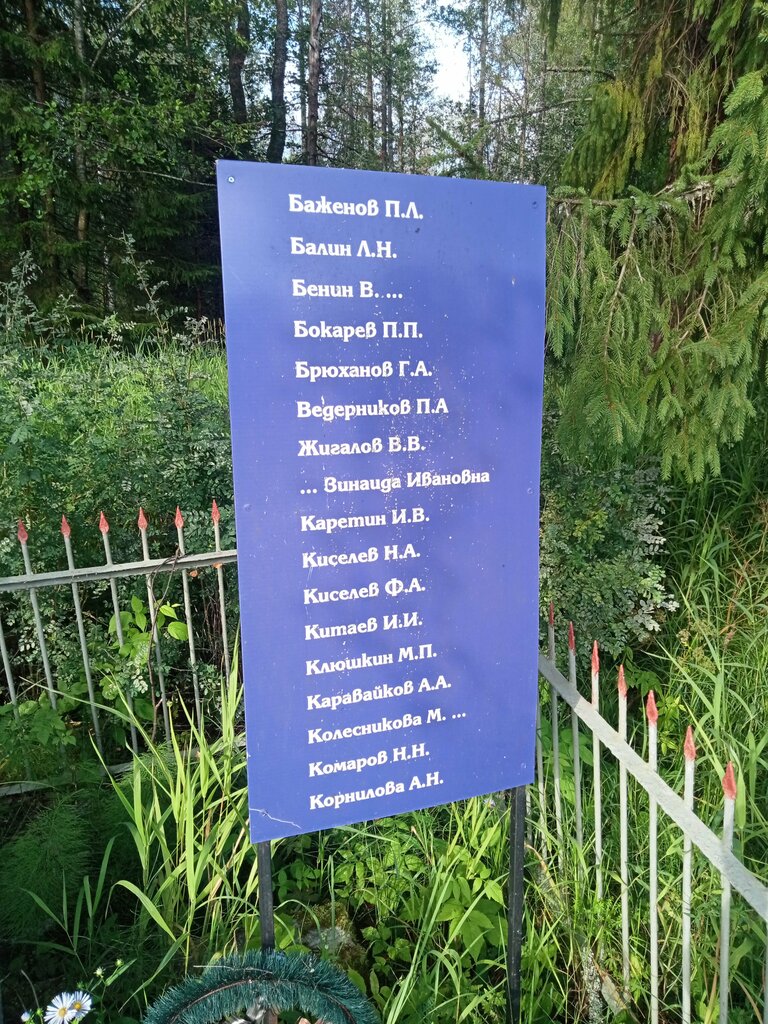 Баженов П.Л.
Балин Л.Н.
Бенин В. ...
Бокарев П.П.
Брюханов Г.А.
Ведерников П.А
Жигалов В.В.
... Зинаида Ивановна
Каретин И.В.
Киселев Н.А.
Киселев Ф.А.
Китаев И.И.
Клюшкин М.П.
Каравайков А.А.
Колесникова М. ...
Комаров Н.Н.
Корнилова А.Н.